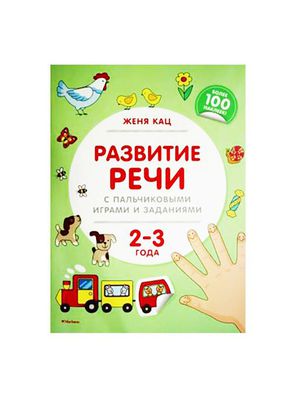 БОЛЕЕ
100
НАКЛЕЕК!
ЖЕНЯ КАЦ
РАЗВИТИЕ
РЕЧИ
С ПАЛЬЧИКОВЫМИ
ИГРАМИ И ЗАДАНИЯМИ
2-3
ГОДА